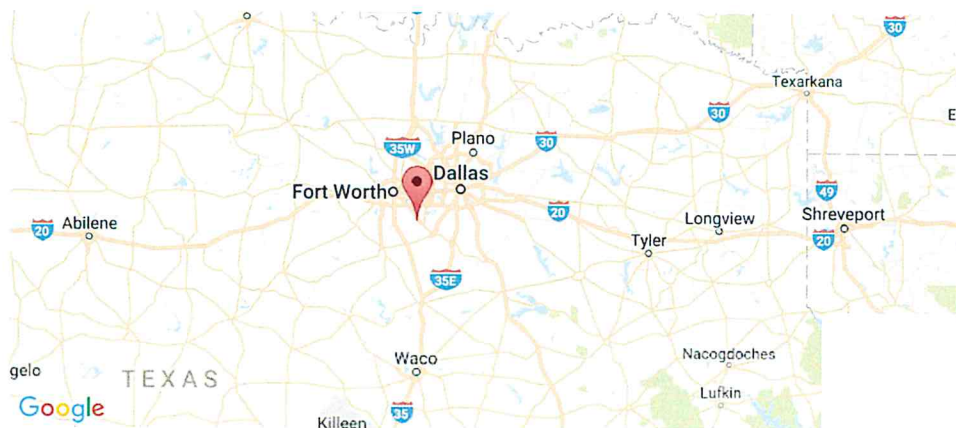 30
Texarkana
30
35W
Plano
30
E
Fort Worth
Dallas
49
20
Abilene
20
Longview
Shreveport
20
Tyler
35E
Waco
Nacogdoches
gelo
TEXAS
Lufkin
Google
35
Killeen